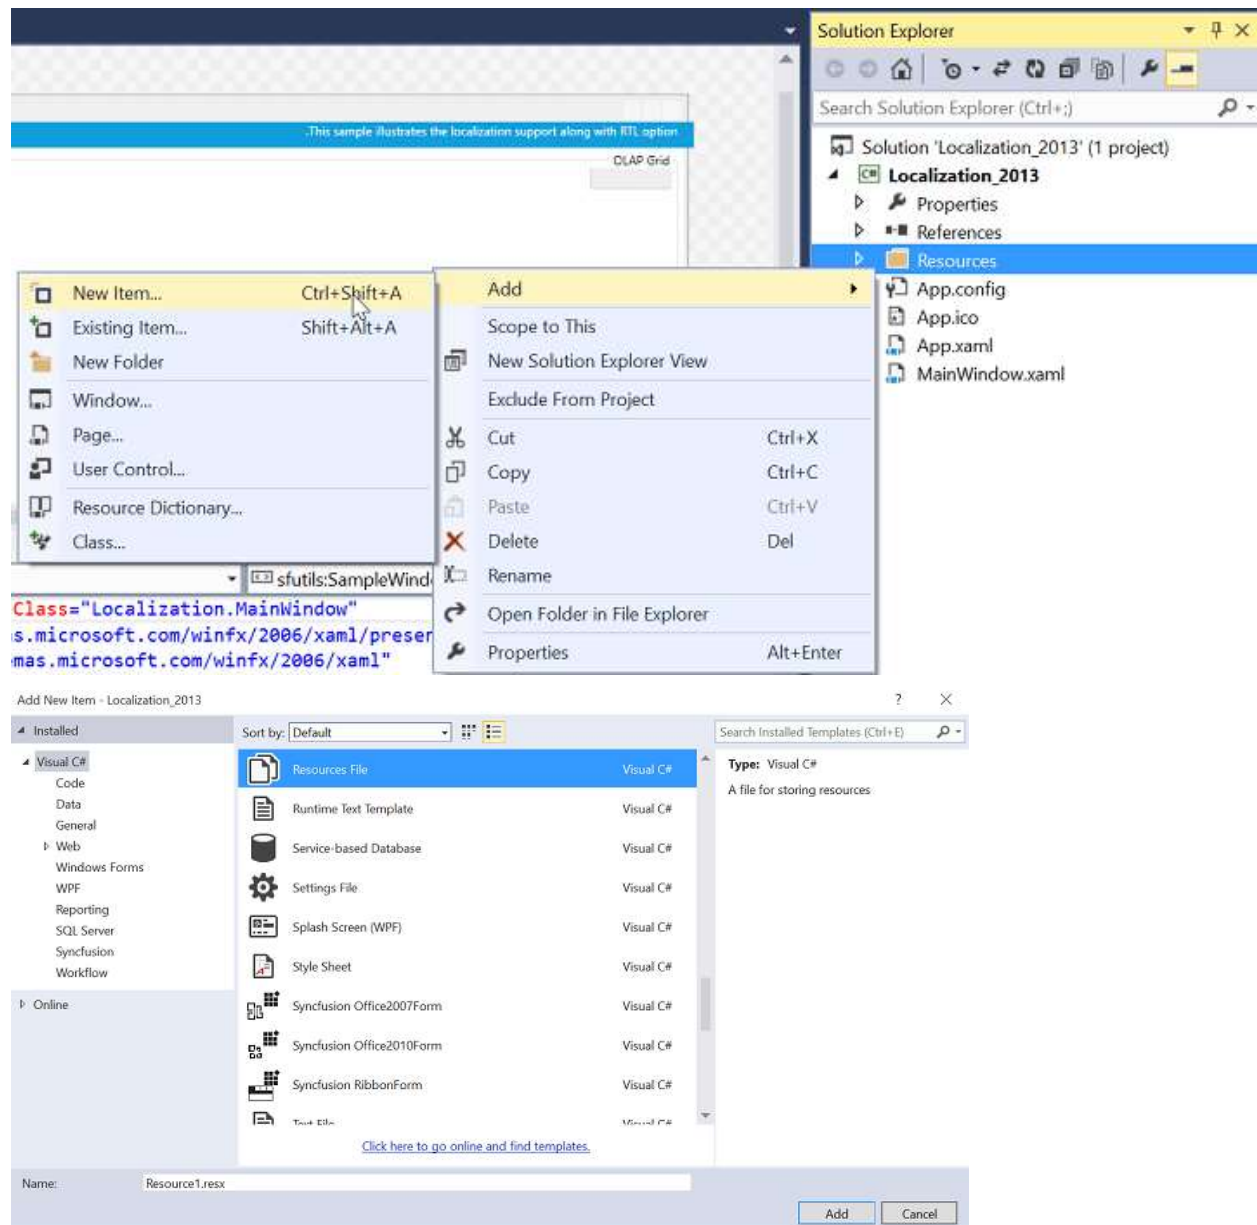 Solution Explorer
Search Solution Explorer (Ctrl+;)
Solution 'Localization_2013' (1 project)
C# Localization_2013
Properties
References
Resources
App.config
App.ico
App.xaml
MainWindow.xaml
.This sample illustrates the localization support along with RTL option
OLAP Grid
New Item... Ctrl+Shift+A
Existing Item... Shift+Alt+A
New Folder
Window...
Page...
User Control...
Resource Dictionary...
Class...
Add
Scope to This
New Solution Explorer View
Exclude From Project
Cut Ctrl+X
Copy Ctrl+C
Paste Ctrl+V
Delete Del
Rename
Open Folder in File Explorer
Properties Alt+Enter
sfutils:SampleWind
Class="Localization.MainWindow"
s.microsoft.com/winfx/2006/xaml/preser
mas.microsoft.com/winfx/2006/xaml"
Add New Item - Localization_2013 ?
Installed
Sort by: Default
Search Installed Templates (Ctrl+E)
Visual C#
Code
Data
General
Web
Windows Forms
WPF
Reporting
SQL Server
Syncfusion
Workflow
Online
Resources File Visual C#
Runtime Text Template Visual C#
Service-based Database Visual C#
Settings File Visual C#
Splash Screen (WPF) Visual C#
Style Sheet Visual C#
Syncfusion Office2007Form Visual C#
Syncfusion Office2010Form Visual C#
Syncfusion RibbonForm Visual C#
Text File Visual C#
Click here to go online and find templates.
Type: Visual C#
A file for storing resources
Name: Resource1.resx
Add Cancel